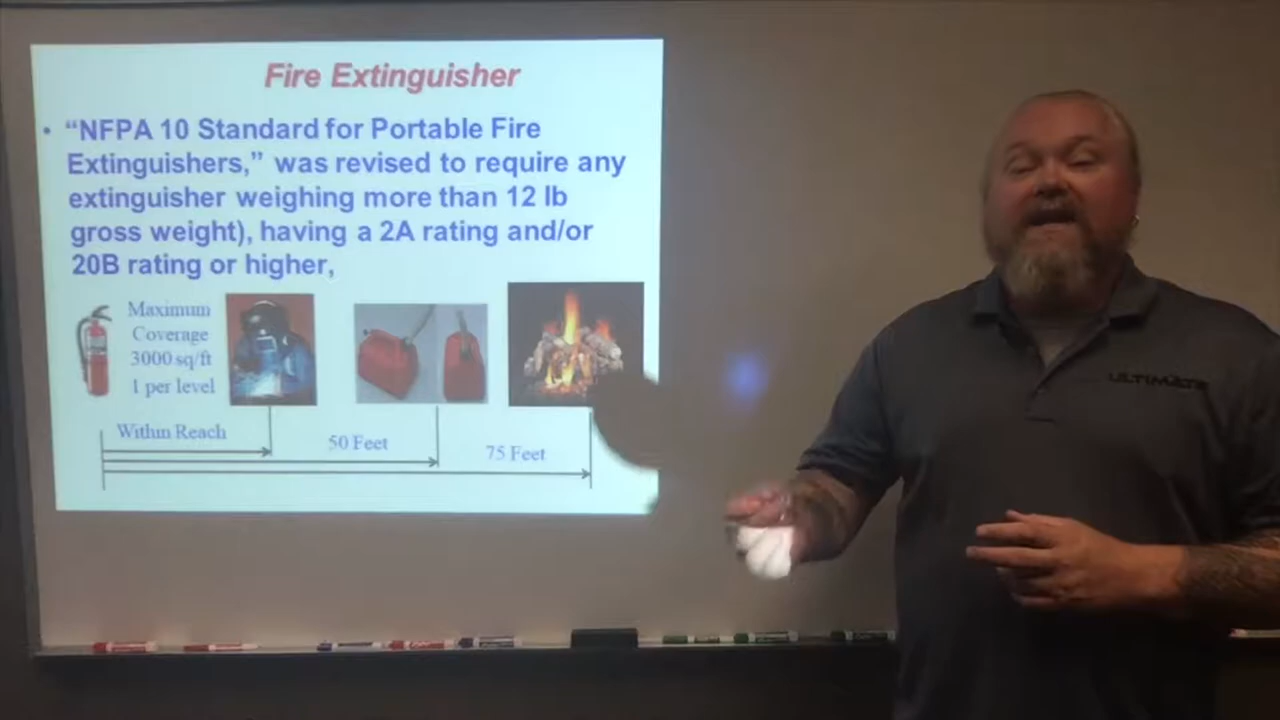 Fire Extinguisher
• “NFPA 10 Standard for Portable Fire
Extinguishers,” was revised to require any
extinguisher weighing more than 12 lb
gross weight), having a 2A rating and/or
20B rating or higher,
Maximum
Coverage
3000 sq/ft
1 per level
Withn Reach
50 Feet
75 Feet
ULTIMATE